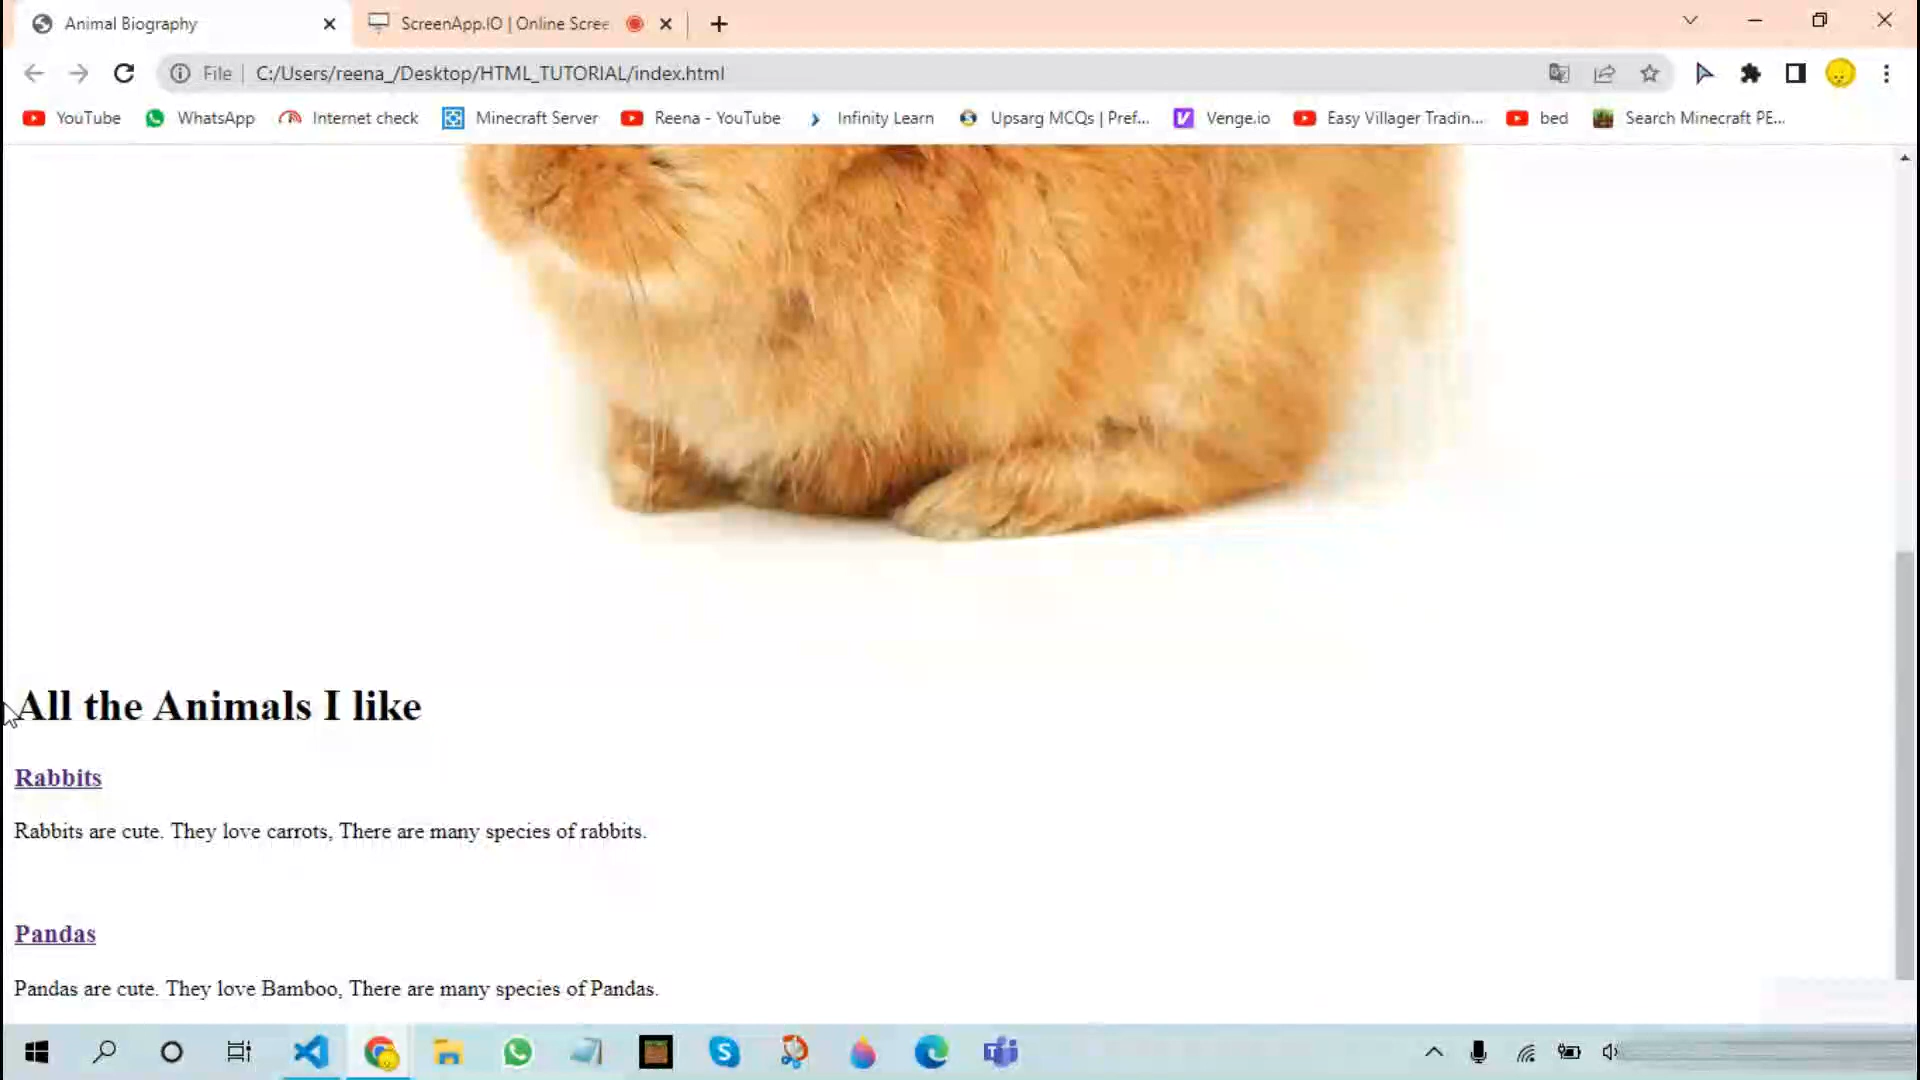 Animal Biography
ScreenApp.IO | Online Scree
File
C:/Users/reena_/Desktop/HTML_TUTORIAL/index.html
YouTube
WhatsApp
Internet check
Minecraft Server
Reena - YouTube
Infinity Learn
Upsarg MCQs | Pref...
Venge.io
Easy Villager Tradin...
bed
Search Minecraft PE...
All the Animals I like
Rabbits
Rabbits are cute. They love carrots, There are many species of rabbits.
Pandas
Pandas are cute. They love Bamboo, There are many species of Pandas.